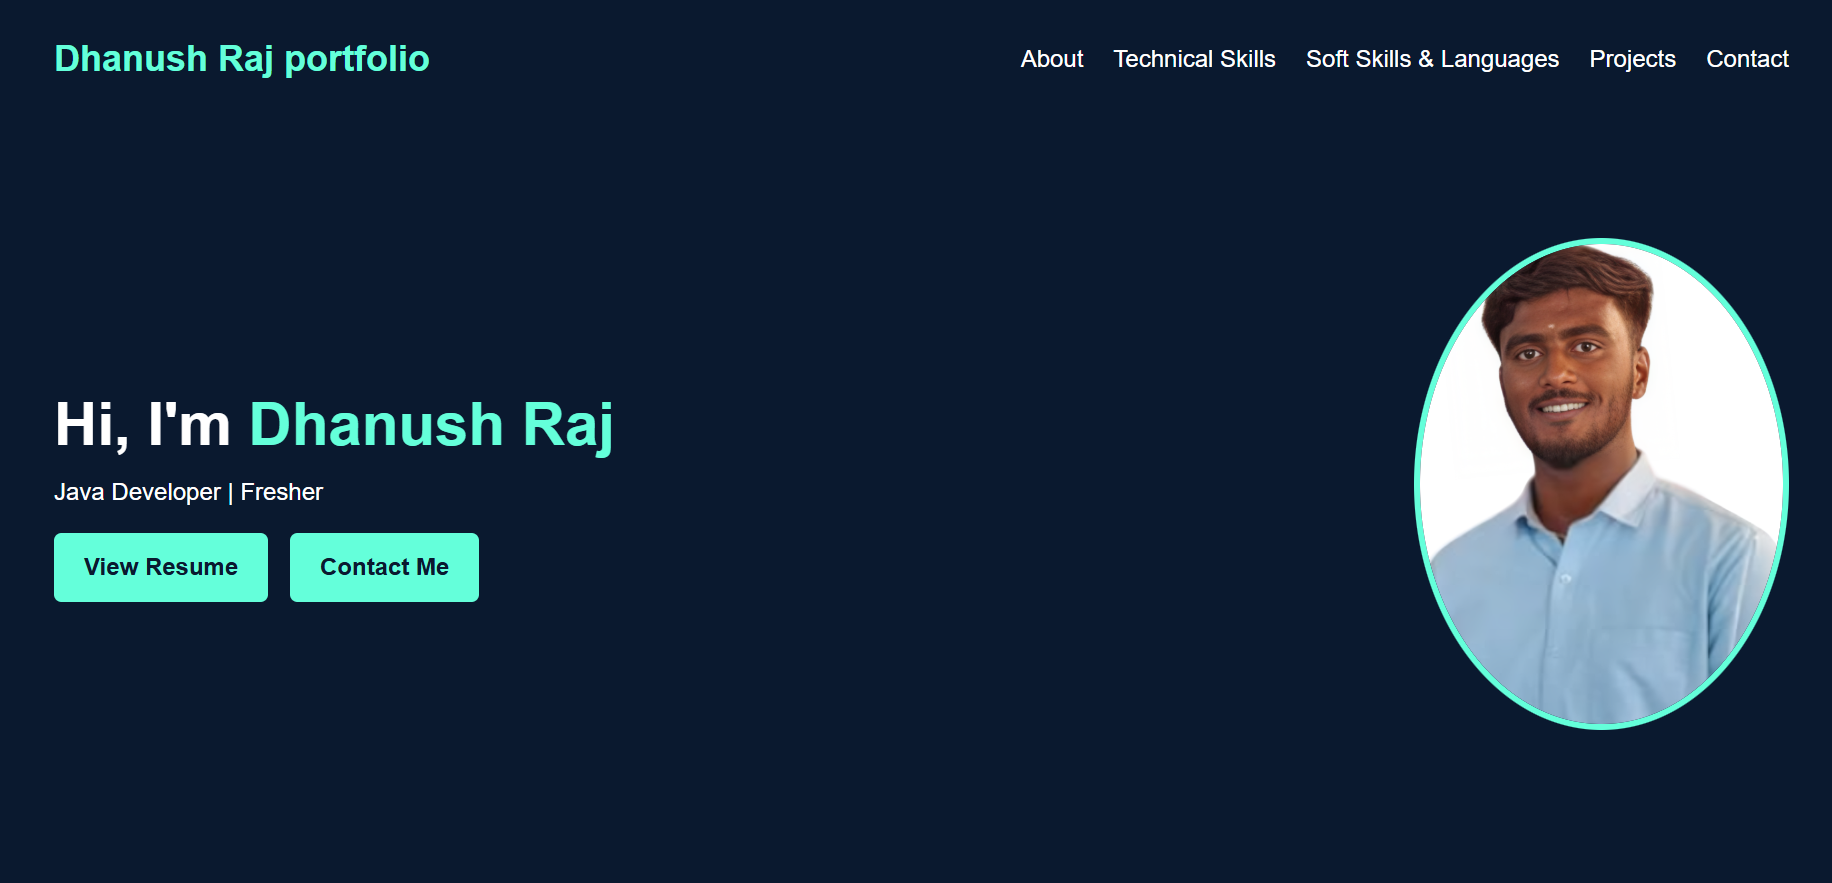 Dhanush Raj portfolio
About Technical Skills Soft Skills & Languages Projects Contact
Hi, I'm Dhanush Raj
Java Developer | Fresher
View Resume Contact Me